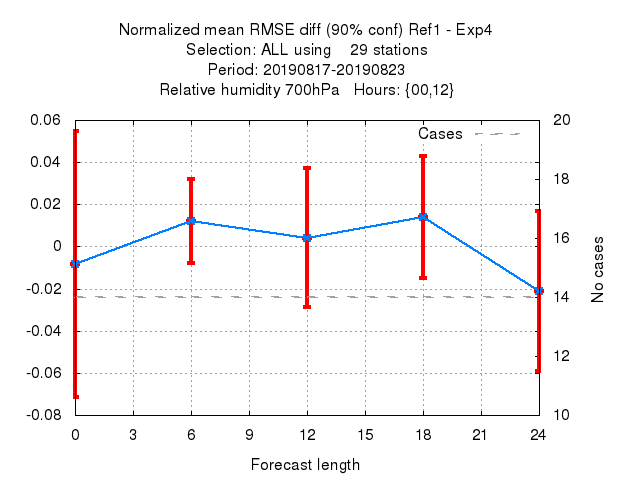 Normalized mean RMSE diff (90% conf) Ref1 - Exp4
Selection: ALL using    29 stations
Period: 20190817-20190823
Relative humidity 700hPa   Hours: {00,12}
Cases
0.06
0.04
0.02
0
-0.02
-0.04
-0.06
-0.08
20
18
16
14
12
10
No cases
0 3 6 9 12 15 18 21 24
Forecast length